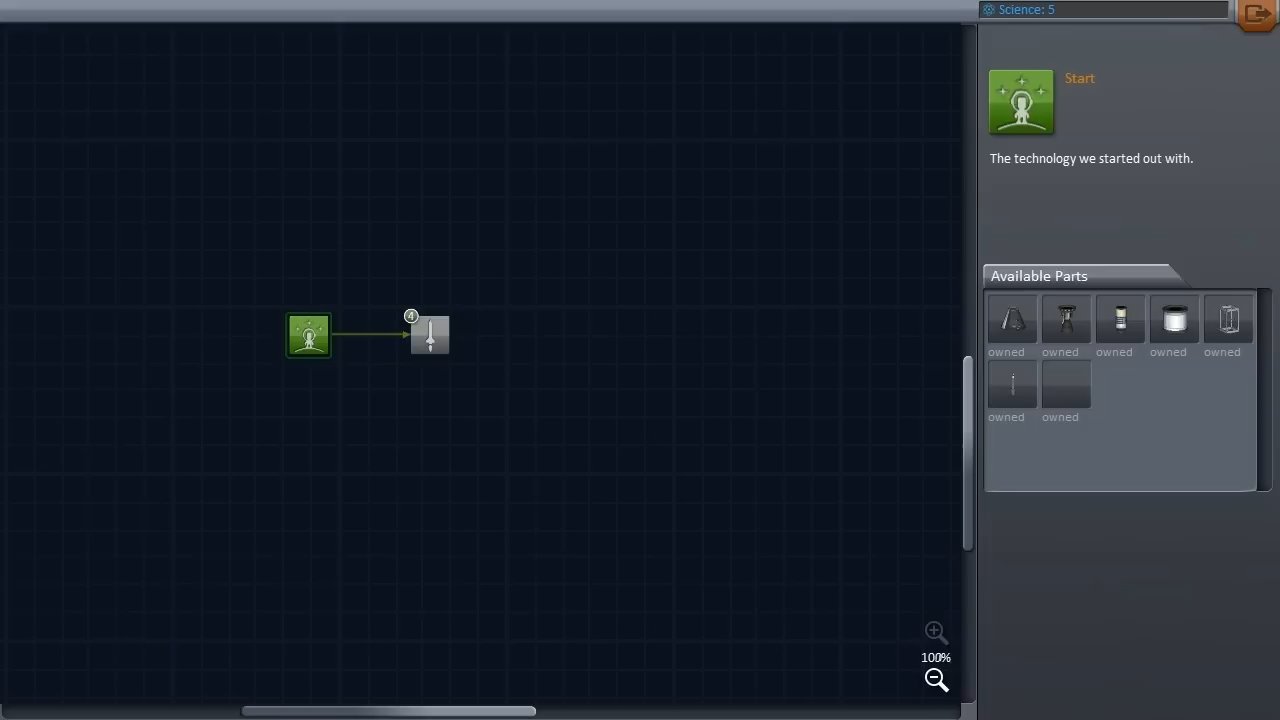 Science: 5
Start
The technology we started out with.
Available Parts
owned owned owned owned owned
owned owned
4
100%